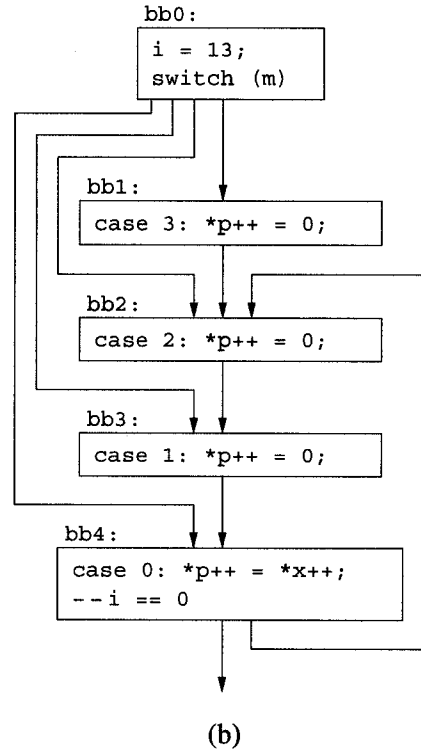 bb0:
i = 13;
switch (m)
bb1:
case 3: *p++ = 0;
bb2:
case 2: *p++ = 0;
bb3:
case 1: *p++ = 0;
bb4:
case 0: *p++ = *x++;
--i == 0
(b)